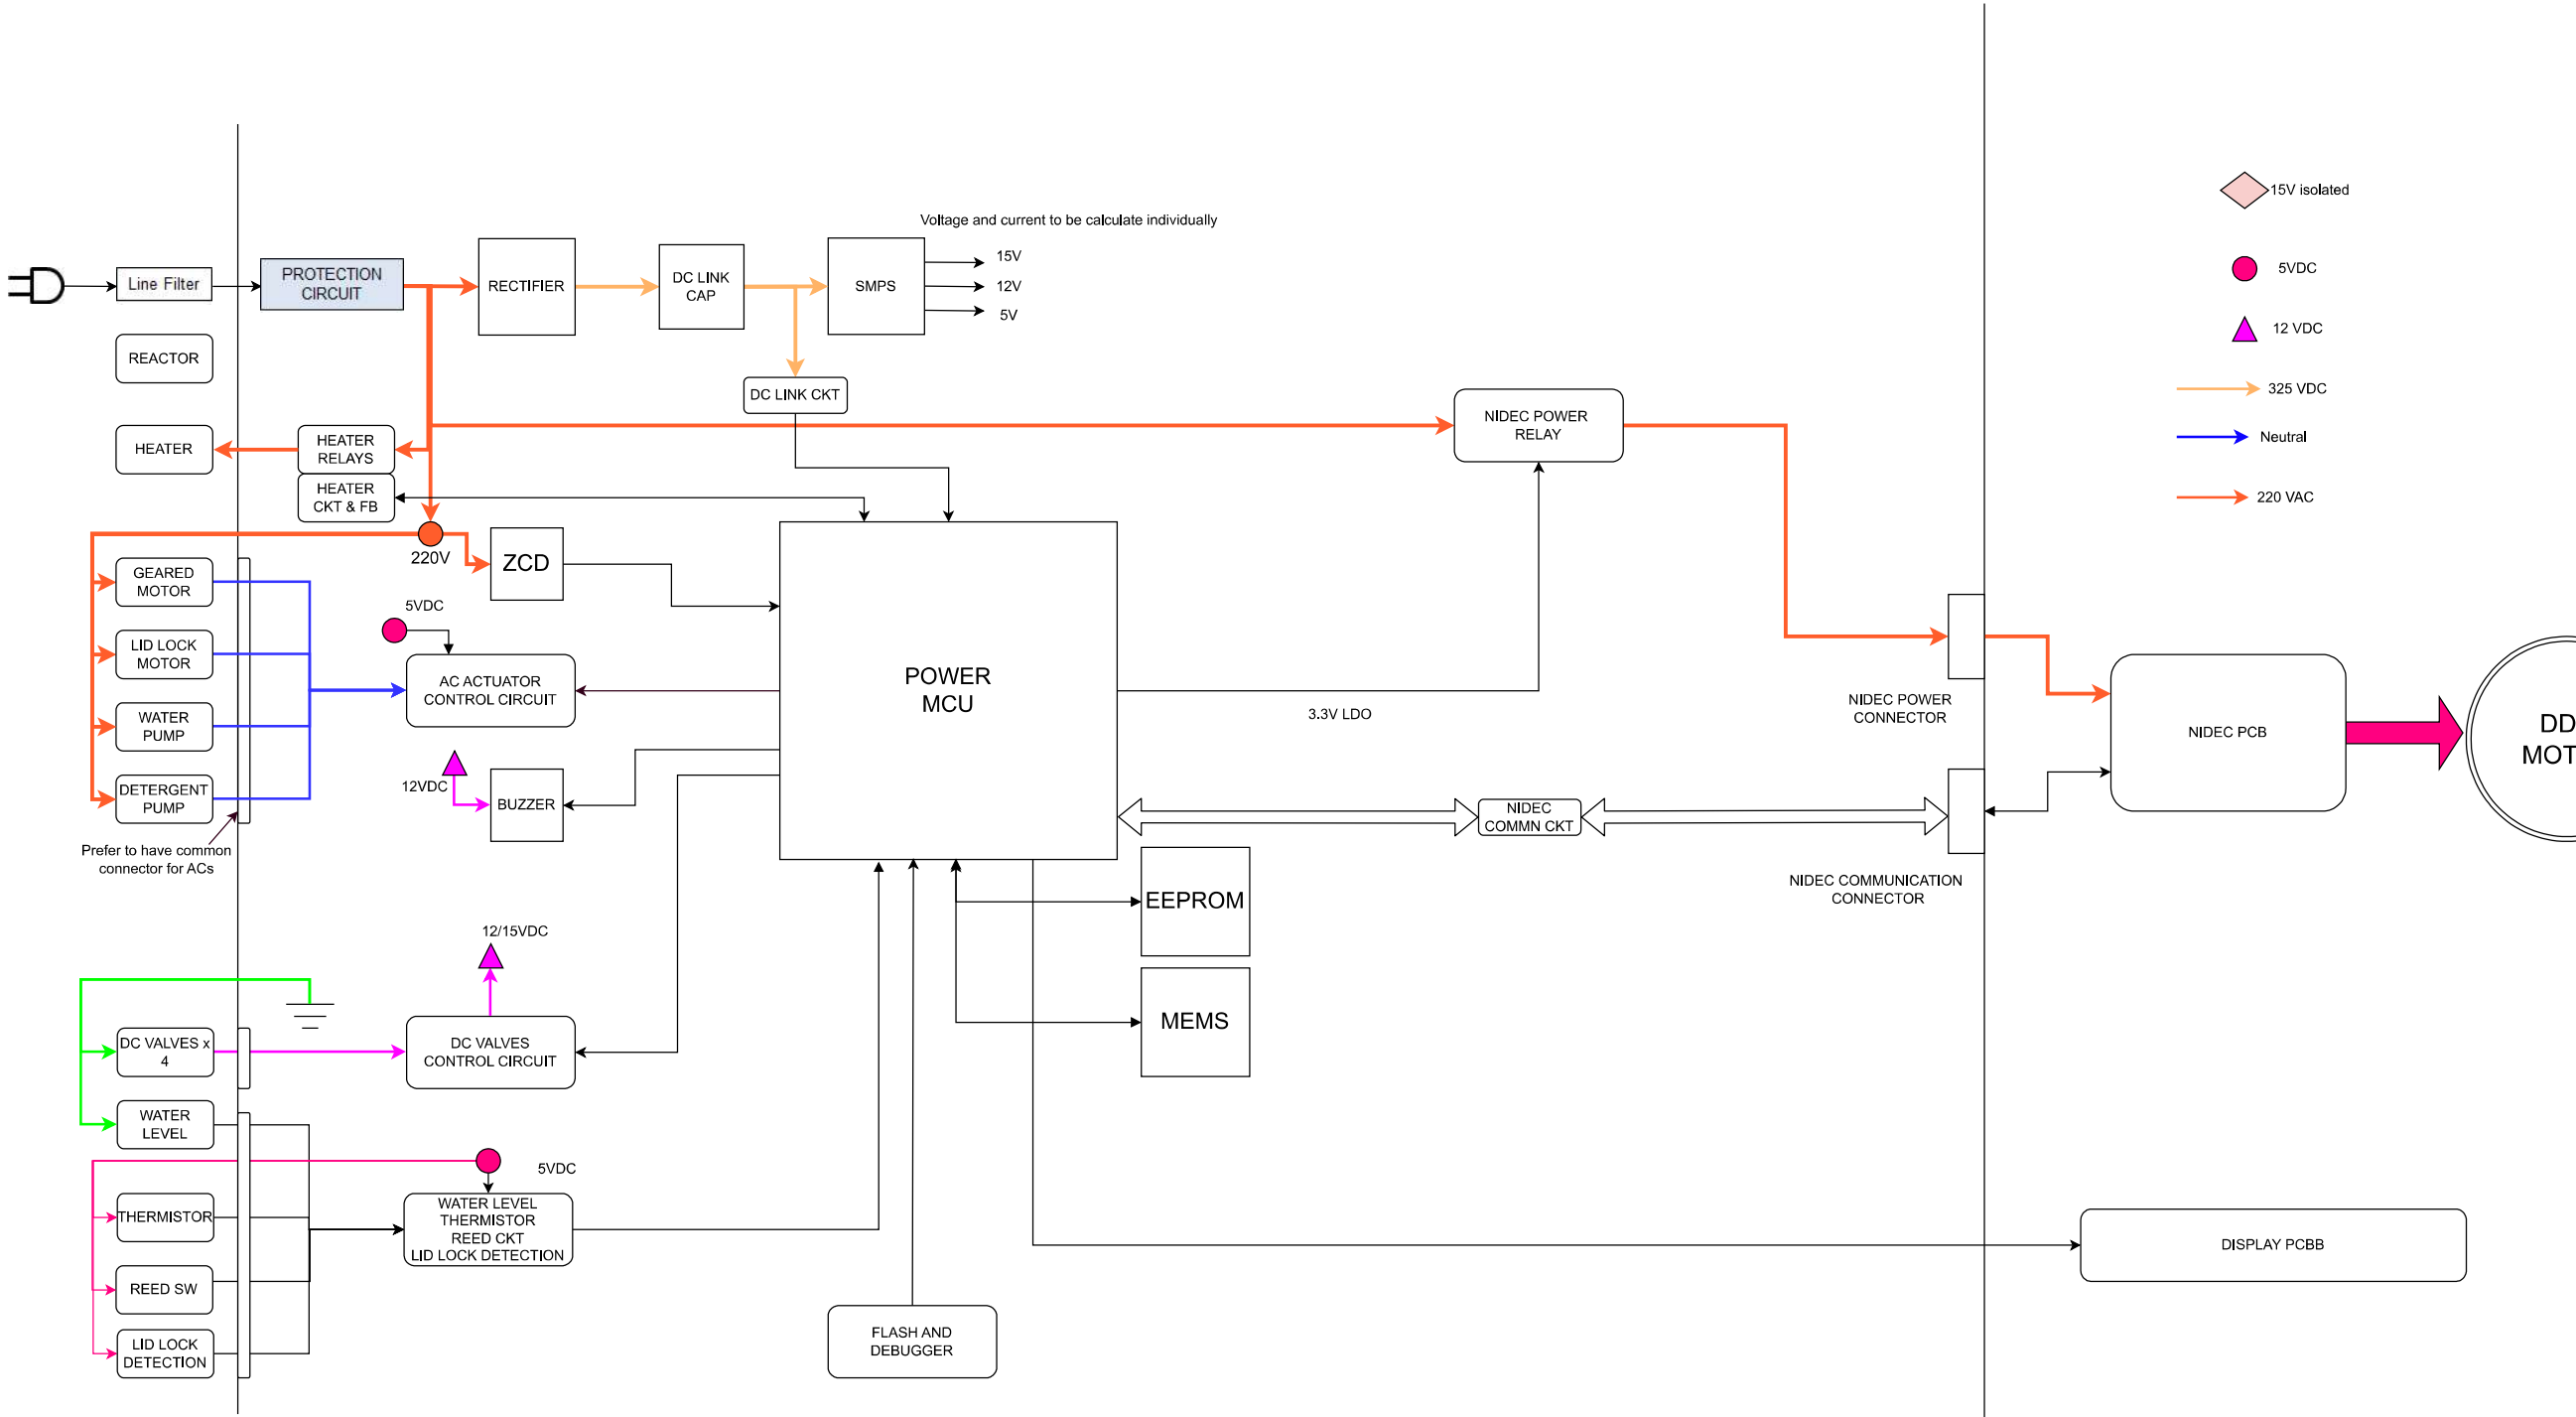 Voltage and current to be calculate individually
15V isolated
5VDC
12 VDC
325 VDC
Neutral
220 VAC
Line Filter
PROTECTION
CIRCUIT
RECTIFIER
DC LINK
CAP
SMPS
15V
12V
5V
REACTOR
DC LINK CKT
HEATER
HEATER
RELAYS
HEATER
CKT & FB
NIDEC POWER
RELAY
220V
ZCD
GEARED
MOTOR
LID LOCK
MOTOR
WATER
PUMP
DETERGENT
PUMP
Prefer to have common
connector for ACs
5VDC
AC ACTUATOR
CONTROL CIRCUIT
12VDC
BUZZER
POWER
MCU
3.3V LDO
NIDEC POWER
CONNECTOR
NIDEC PCB
DD
MOT
NIDEC
COMMN CKT
NIDEC COMMUNICATION
CONNECTOR
EEPROM
MEMS
12/15VDC
DC VALVES x
4
DC VALVES
CONTROL CIRCUIT
WATER
LEVEL
5VDC
THERMISTOR
REED SW
LID LOCK
DETECTION
WATER LEVEL
THERMISTOR
REED CKT
LID LOCK DETECTION
FLASH AND
DEBUGGER
DISPLAY PCBB